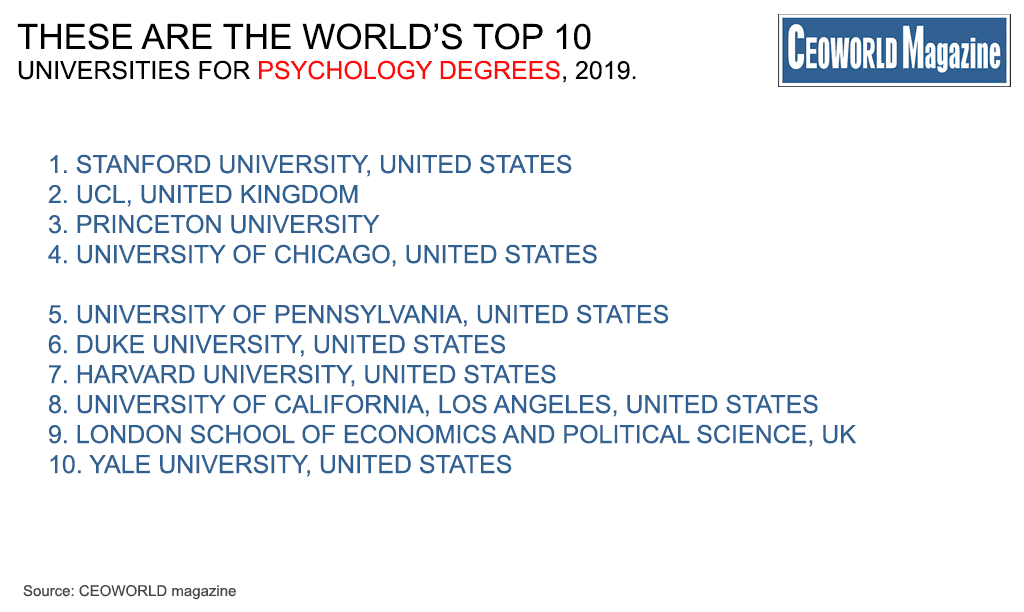 THESE ARE THE WORLD’S TOP 10
UNIVERSITIES FOR PSYCHOLOGY DEGREES, 2019.
CEOWORLD Magazine
1. STANFORD UNIVERSITY, UNITED STATES
2. UCL, UNITED KINGDOM
3. PRINCETON UNIVERSITY
4. UNIVERSITY OF CHICAGO, UNITED STATES
5. UNIVERSITY OF PENNSYLVANIA, UNITED STATES
6. DUKE UNIVERSITY, UNITED STATES
7. HARVARD UNIVERSITY, UNITED STATES
8. UNIVERSITY OF CALIFORNIA, LOS ANGELES, UNITED STATES
9. LONDON SCHOOL OF ECONOMICS AND POLITICAL SCIENCE, UK
10. YALE UNIVERSITY, UNITED STATES
Source: CEOWORLD magazine